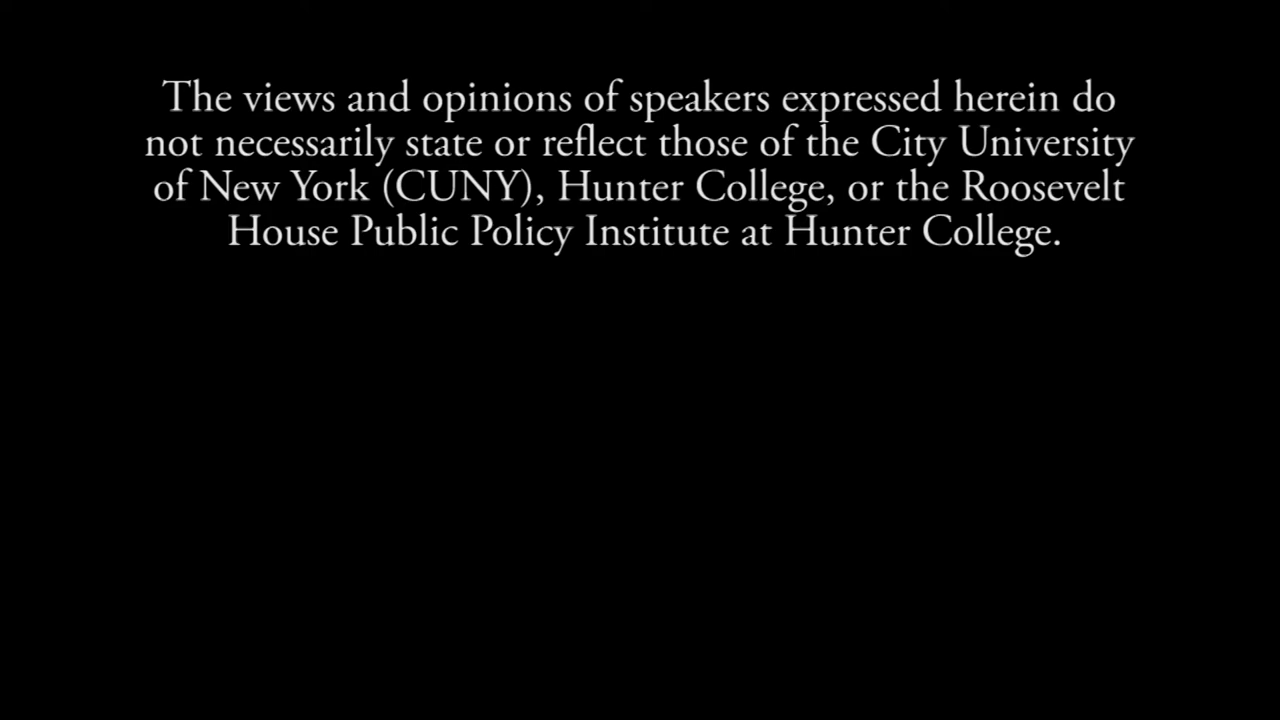 The views and opinions of speakers expressed herein do
not necessarily state or reflect those of the City University
of New York (CUNY), Hunter College, or the Roosevelt
House Public Policy Institute at Hunter College.